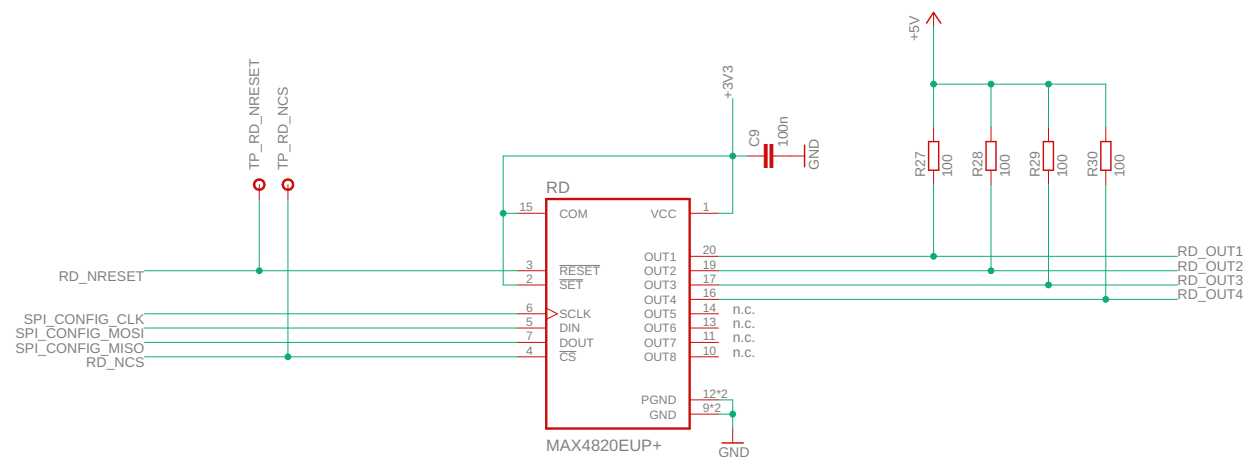 +5V
TP_RD_NRESET
TP_RD_NCS
+3V3
C9
100n
GND
R27
100
R28
100
R29
100
R30
100
RD
15
COM
VCC
1
RD_NRESET
3
RESET
2
SET
SPI_CONFIG_CLK
6
SCLK
SPI_CONFIG_MOSI
5
DIN
SPI_CONFIG_MISO
7
DOUT
RD_NCS
4
CS
OUT1
20
RD_OUT1
OUT2
19
RD_OUT2
OUT3
17
RD_OUT3
OUT4
16
RD_OUT4
OUT5
14
n.c.
OUT6
13
n.c.
OUT7
11
n.c.
OUT8
10
n.c.
PGND
12*2
GND
9*2
MAX4820EUP+
GND